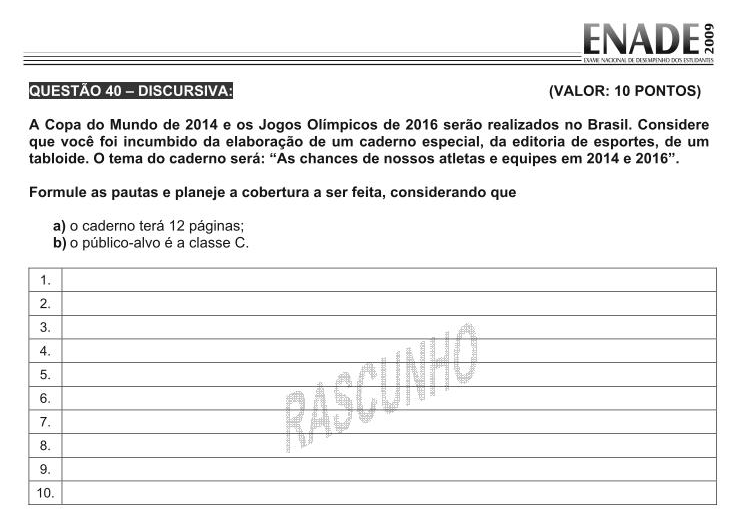 ENADE 2009
EXAME NACIONAL DE DESEMPENHO DOS ESTUDANTES
QUESTÃO 40 – DISCURSIVA:
(VALOR: 10 PONTOS)
A Copa do Mundo de 2014 e os Jogos Olímpicos de 2016 serão realizados no Brasil. Considere
que você foi incumbido da elaboração de um caderno especial, da editoria de esportes, de um
tabloide. O tema do caderno será: “As chances de nossos atletas e equipes em 2014 e 2016”.
Formule as pautas e planeje a cobertura a ser feita, considerando que
a) o caderno terá 12 páginas;
b) o público-alvo é a classe C.
1.
2.
3.
4.
5.
6.
7.
8.
9.
10.
RASCUNHO